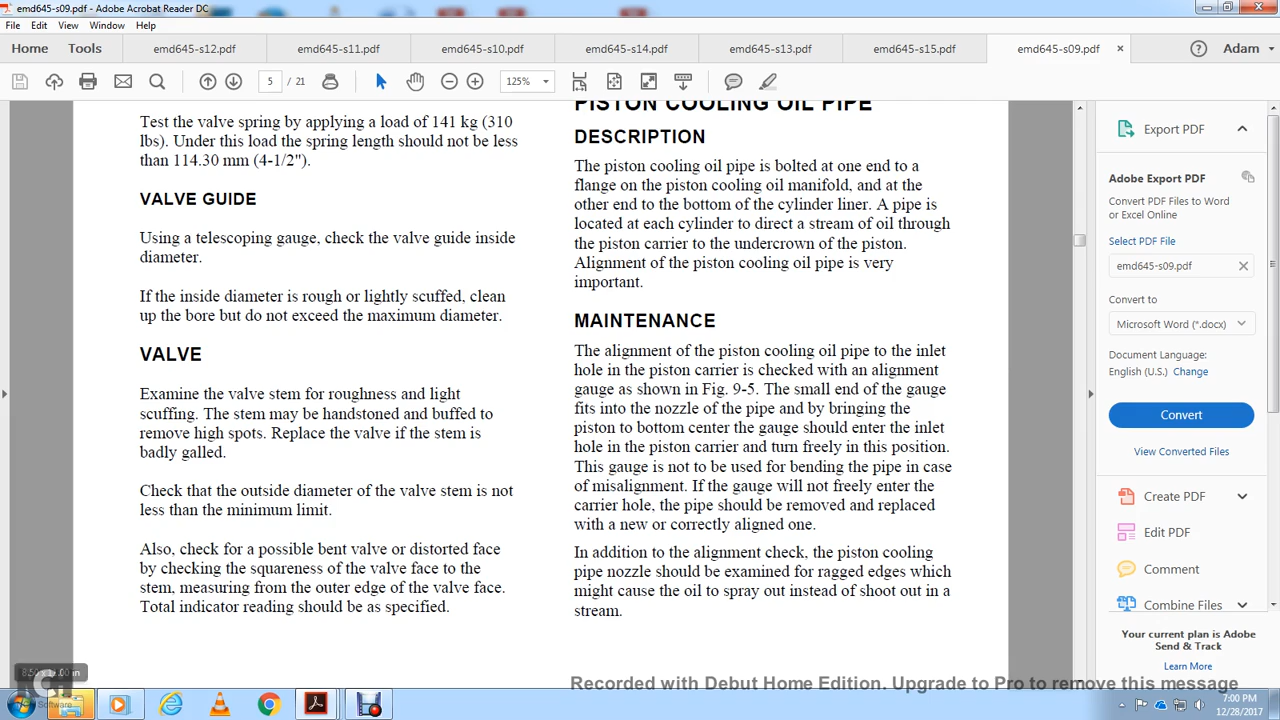 emd645-s09.pdf - Adobe Acrobat Reader DC
File Edit View Window Help
Home Tools emd645-s12.pdf emd645-s11.pdf emd645-s10.pdf emd645-s14.pdf emd645-s13.pdf emd645-s15.pdf emd645-s09.pdf × Adam
5 / 21 125%
Test the valve spring by applying a load of 141 kg (310
lbs). Under this load the spring length should not be less
than 114.30 mm (4-1/2").
VALVE GUIDE
Using a telescoping gauge, check the valve guide inside
diameter.
If the inside diameter is rough or lightly scuffed, clean
up the bore but do not exceed the maximum diameter.
VALVE
Examine the valve stem for roughness and light
scuffing. The stem may be handstoned and buffed to
remove high spots. Replace the valve if the stem is
badly galled.
Check that the outside diameter of the valve stem is not
less than the minimum limit.
Also, check for a possible bent valve or distorted face
by checking the squareness of the valve face to the
stem, measuring from the outer edge of the valve face.
Total indicator reading should be as specified.
PISTON COOLING OIL PIPE
DESCRIPTION
The piston cooling oil pipe is bolted at one end to a
flange on the piston cooling oil manifold, and at the
other end to the bottom of the cylinder liner. A pipe is
located at each cylinder to direct a stream of oil through
the piston carrier to the undercrown of the piston.
Alignment of the piston cooling oil pipe is very
important.
MAINTENANCE
The alignment of the piston cooling oil pipe to the inlet
hole in the piston carrier is checked with an alignment
gauge as shown in Fig. 9-5. The small end of the gauge
fits into the nozzle of the pipe and by bringing the
piston to bottom center the gauge should enter the inlet
hole in the piston carrier and turn freely in this position.
This gauge is not to be used for bending the pipe in case
of misalignment. If the gauge will not freely enter the
carrier hole, the pipe should be removed and replaced
with a new or correctly aligned one.
In addition to the alignment check, the piston cooling
pipe nozzle should be examined for ragged edges which
might cause the oil to spray out instead of shoot out in a
stream.
Export PDF
Adobe Export PDF
Convert PDF Files to Word
or Excel Online
Select PDF File
emd645-s09.pdf
Convert to
Microsoft Word (*.docx)
Document Language:
English (U.S.) Change
Convert
View Converted Files
Create PDF
Edit PDF
Comment
Combine Files
Your current plan is Adobe
Send & Track
Learn More
Recorded with Debut Home Edition. Upgrade to Pro to remove this message
Software
7:00 PM
12/28/2017